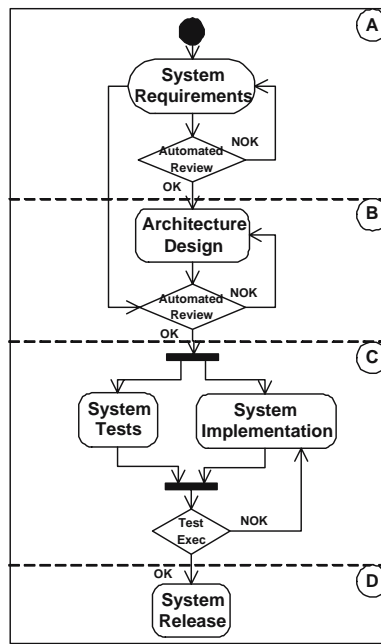 A
System
Requirements
NOK
Automated
Review
OK
B
Architecture
Design
NOK
Automated
Review
OK
C
System
Tests
System
Implementation
Test
Exec
NOK
OK
D
System
Release